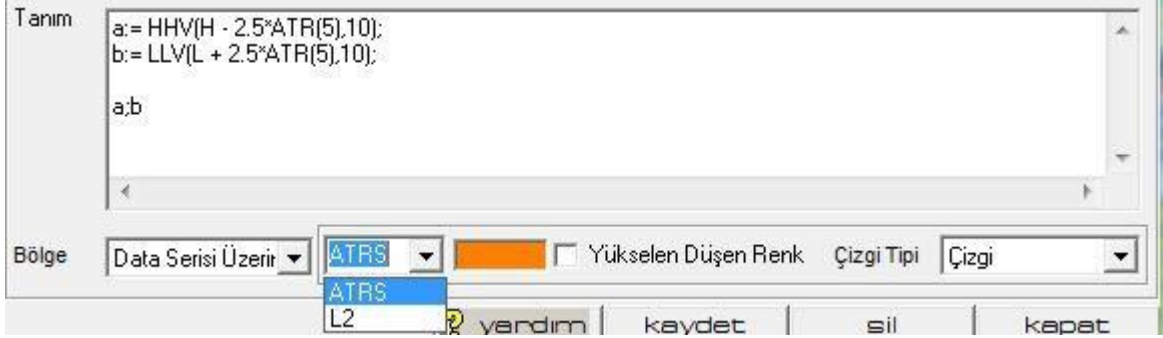 Tanım
a:= HHV(H - 2.5*ATR(5),10);
b:= LLV(L + 2.5*ATR(5),10);
a;b
Bölge Data Serisi Üzerir ATRS Yükselen Düşen Renk Çizgi Tipi Çizgi
ATRS
L2
yardım kaydet sil kapat